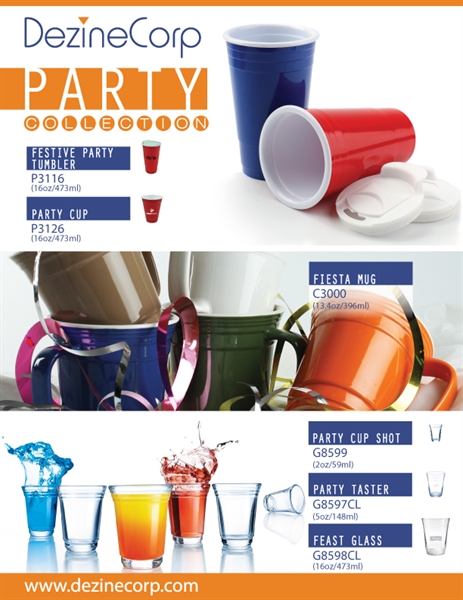 DezineCorp
PARTY
COLLECTION
FESTIVE PARTY
TUMBLER
P3116
(16oz/473ml)
PARTY CUP
P3126
(16oz/473ml)
FIESTA MUG
C3000
(13.4oz/396ml)
PARTY CUP SHOT
G8599
(2oz/59ml)
PARTY TASTER
G8597CL
(5oz/148ml)
FEAST GLASS
G8598CL
(16oz/473ml)
www.dezinecorp.com